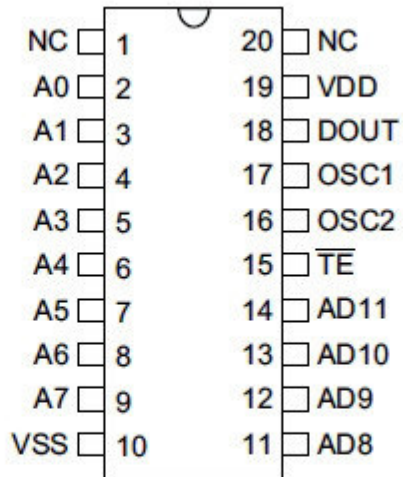 NC 1 20 NC
A0 2 19 VDD
A1 3 18 DOUT
A2 4 17 OSC1
A3 5 16 OSC2
A4 6 15 T̅E̅
A5 7 14 AD11
A6 8 13 AD10
A7 9 12 AD9
VSS 10 11 AD8